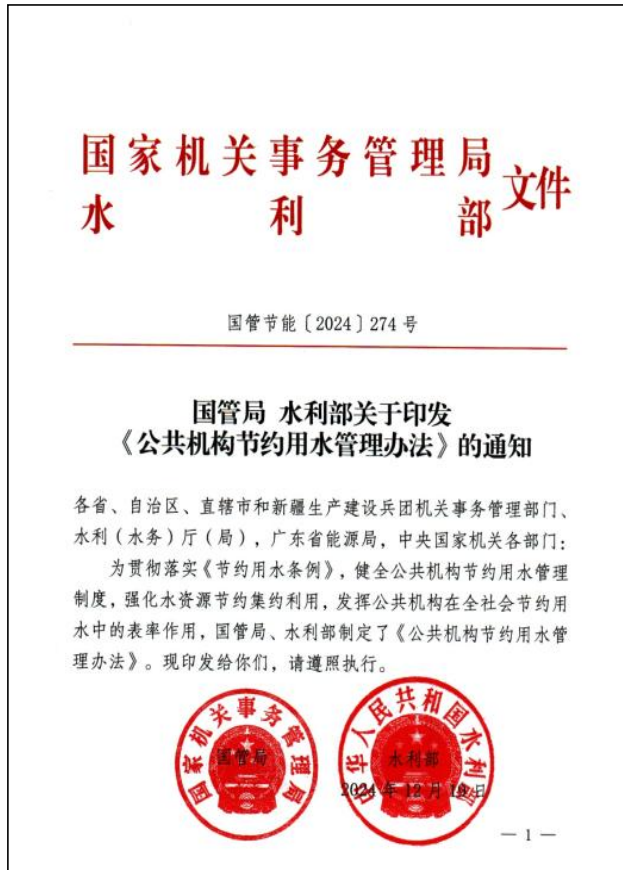 国家机关事务管理局
水利部
文件
国管节能〔2024〕274号
国管局 水利部关于印发
《公共机构节约用水管理办法》的通知
各省、自治区、直辖市和新疆生产建设兵团机关事务管理部门、
水利（水务）厅（局），广东省能源局，中央国家机关各部门：
为贯彻落实《节约用水条例》，健全公共机构节约用水管理
制度，强化水资源节约集约利用，发挥公共机构在全社会节约用
水中的表率作用，国管局、水利部制定了《公共机构节约用水管
理办法》。现印发给你们，请遵照执行。
国家机关事务管理局
国管局
中华人民共和国水利部
水利部
2024年12月19日
— 1 —